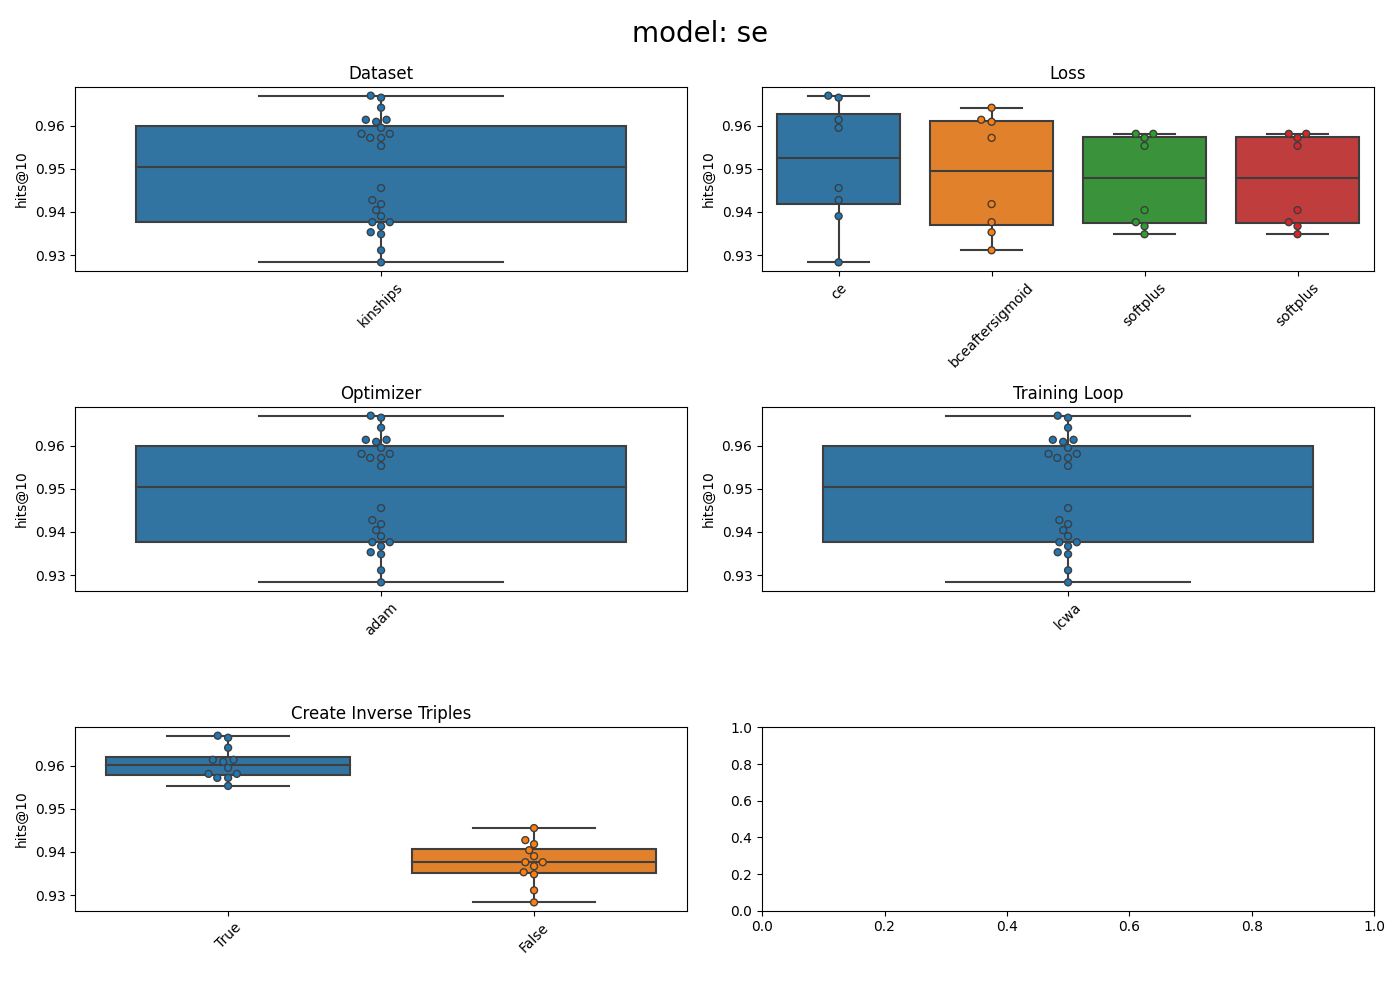 model: se
Dataset
Loss
0.96
0.95
0.94
0.93
hits@10
kinships
0.96
0.95
0.94
0.93
hits@10
ce
bceaftersigmoid
softplus
softplus
Optimizer
Training Loop
0.96
0.95
0.94
0.93
hits@10
adam
0.96
0.95
0.94
0.93
hits@10
lcwa
Create Inverse Triples
0.96
0.95
0.94
0.93
hits@10
True
False
1.0
0.8
0.6
0.4
0.2
0.0
0.0 0.2 0.4 0.6 0.8 1.0